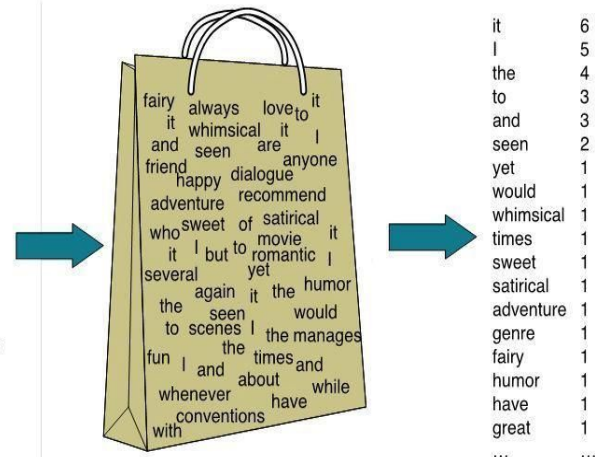 fairy always love to it
it whimsical it I
and seen are
friend anyone
happy dialogue
adventure recommend
who sweet of satirical
it I but to movie it
romantic I
several yet
again it the humor
the seen would
to scenes I the manages
fun the times and
I and about
whenever have while
conventions
with
it 6
I 5
the 4
to 3
and 3
seen 2
yet 1
would 1
whimsical 1
times 1
sweet 1
satirical 1
adventure 1
genre 1
fairy 1
humor 1
have 1
great 1
... ...